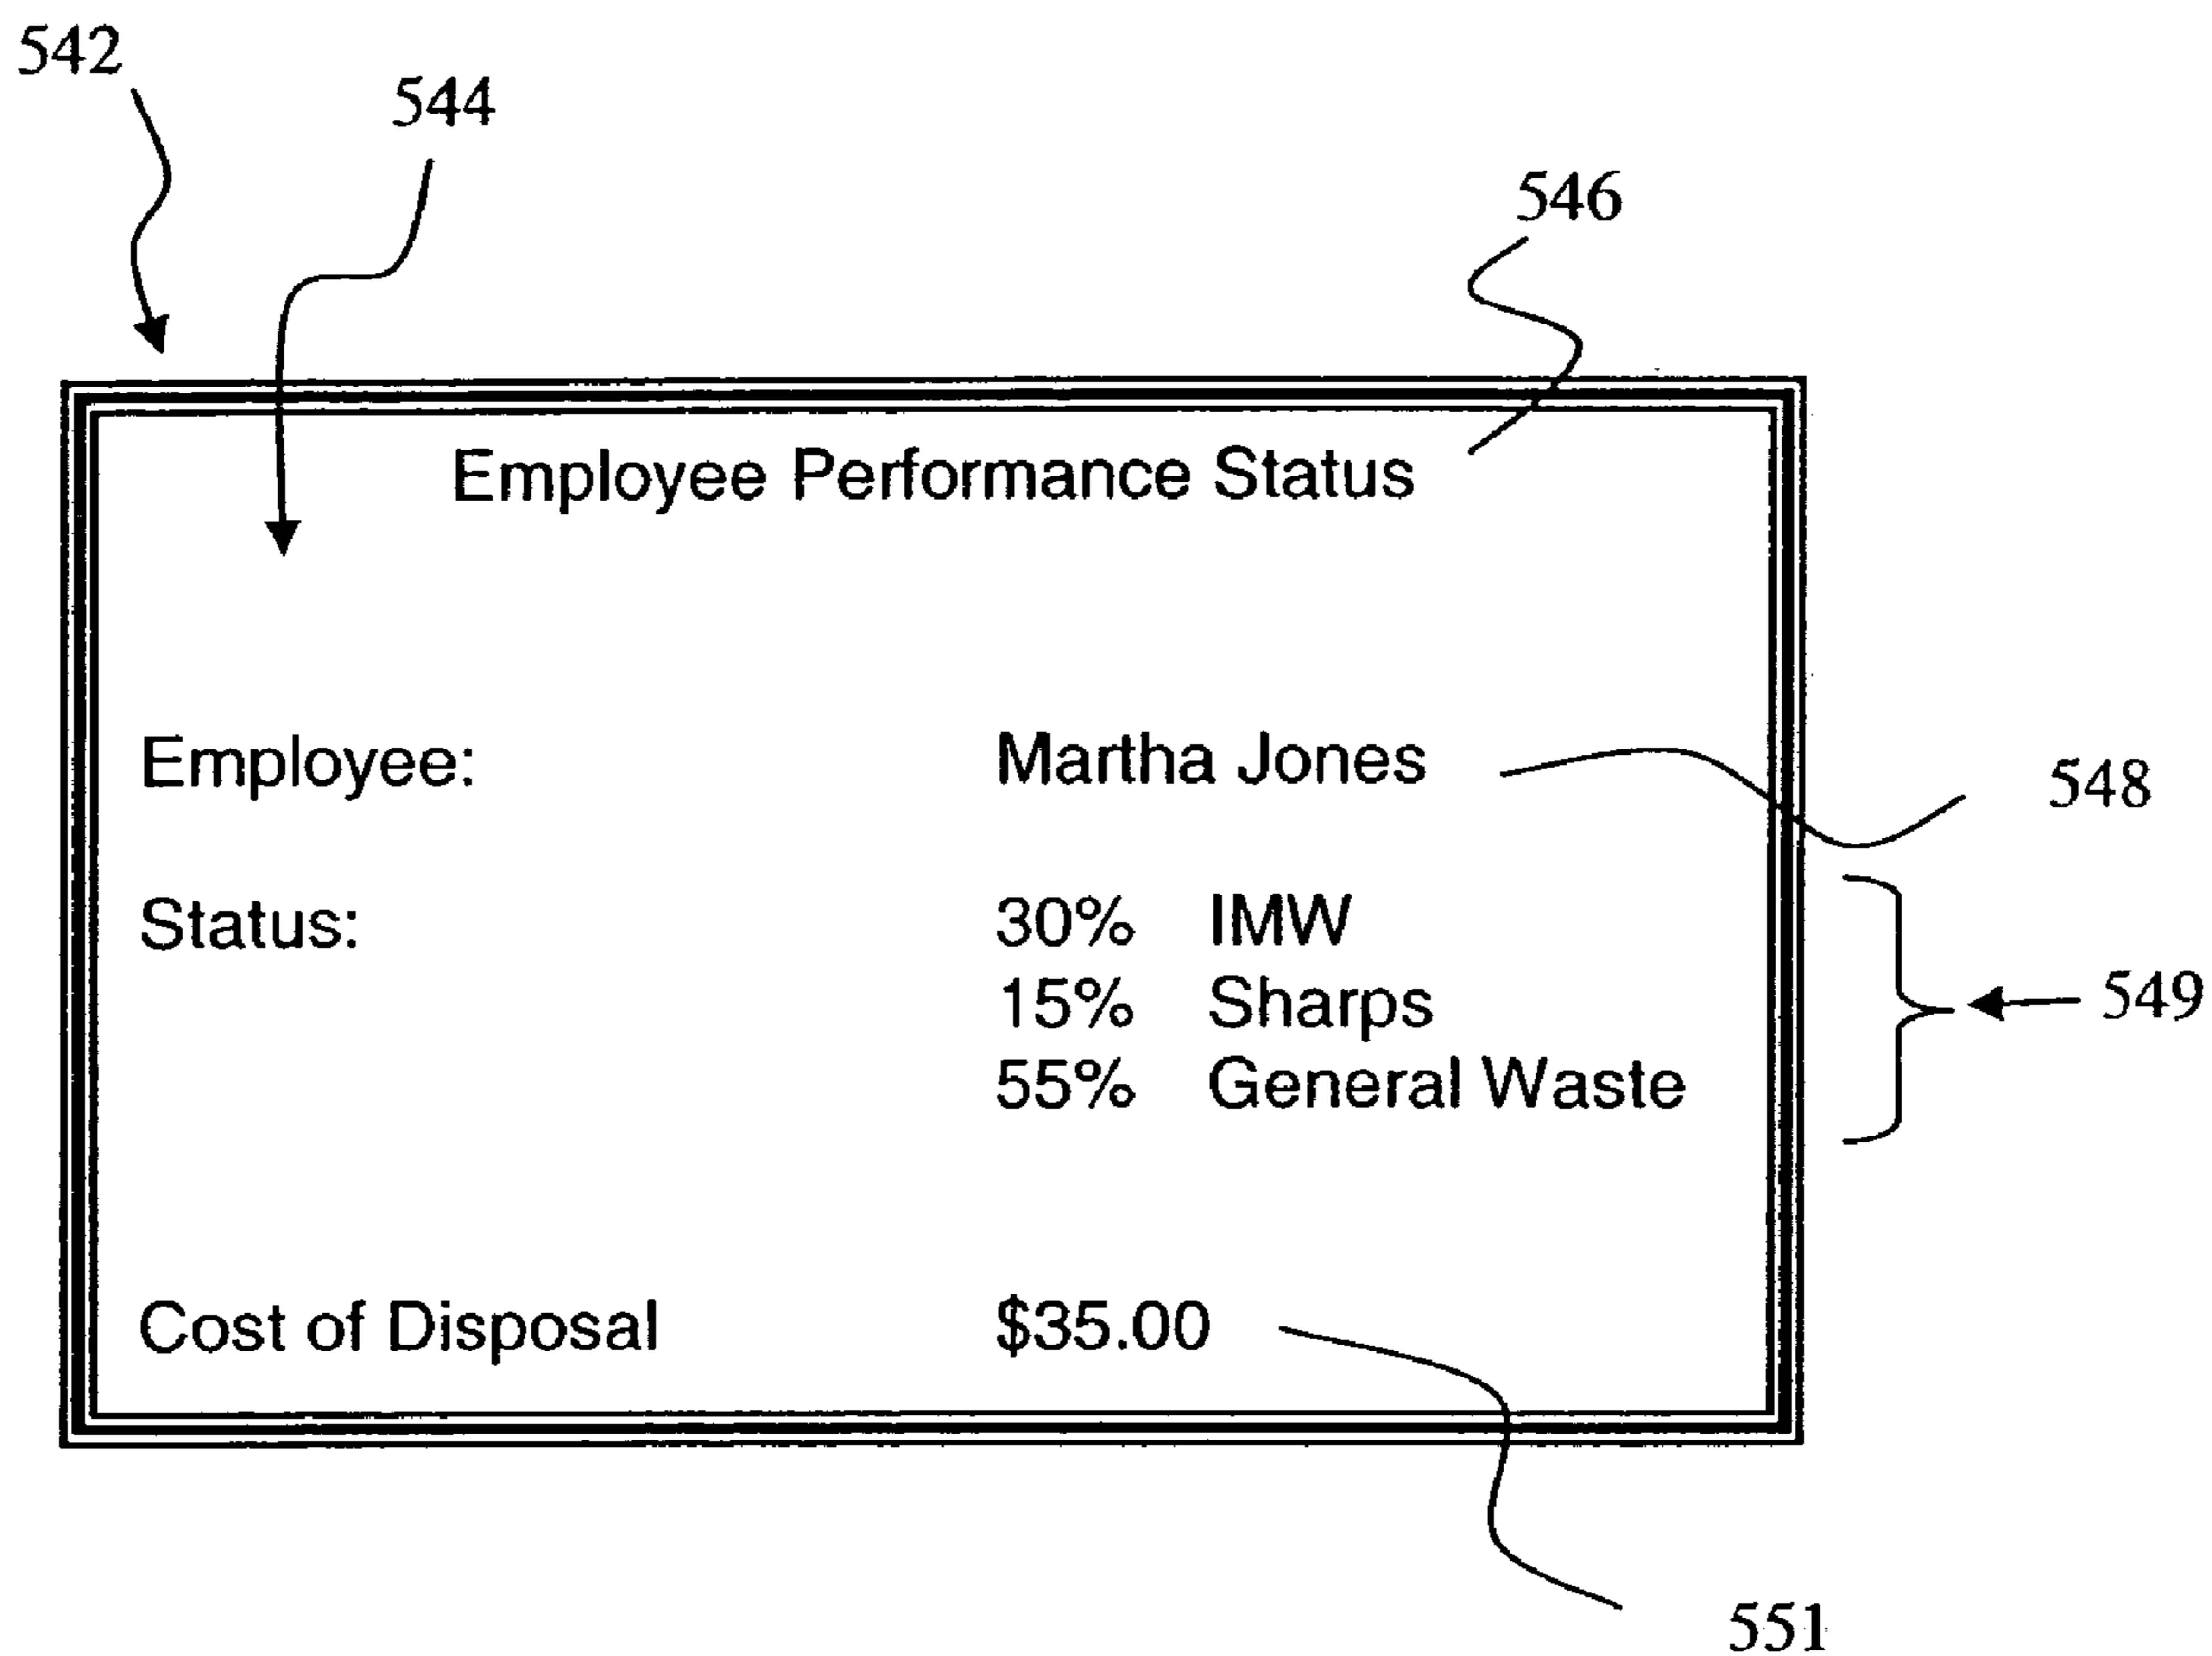 542
544
546
Employee Performance Status
Employee: Martha Jones
548
Status: 30% IMW
15% Sharps
549
55% General Waste
Cost of Disposal $35.00
551